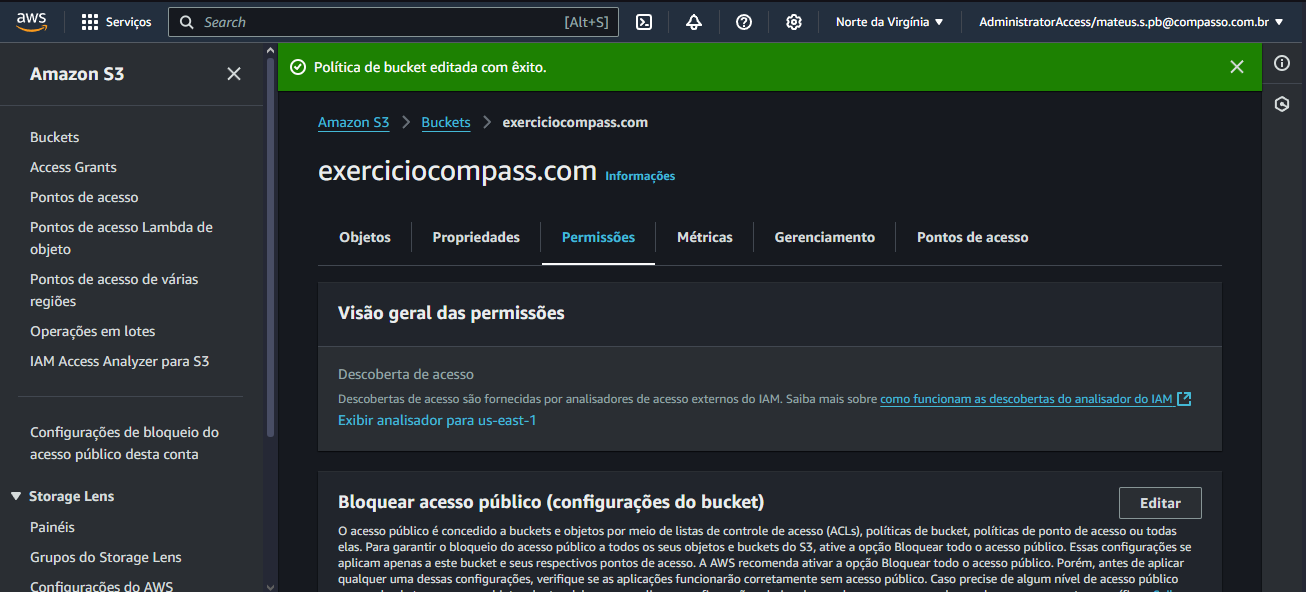 aws
Serviços
Search
[Alt+S]
Norte da Virgínia
AdministratorAccess/mateus.s.pb@compasso.com.br
Amazon S3
Buckets
Access Grants
Pontos de acesso
Pontos de acesso Lambda de
objeto
Pontos de acesso de várias
regiões
Operações em lotes
IAM Access Analyzer para S3
Configurações de bloqueio do
acesso público desta conta
Storage Lens
Painéis
Grupos do Storage Lens
Configurações do AWS
Política de bucket editada com êxito.
Amazon S3 > Buckets > exerciciocompass.com
exerciciocompass.com Informações
Objetos
Propriedades
Permissões
Métricas
Gerenciamento
Pontos de acesso
Visão geral das permissões
Descoberta de acesso
Descobertas de acesso são fornecidas por analisadores de acesso externos do IAM. Saiba mais sobre como funcionam as descobertas do analisador do IAM
Exibir analisador para us-east-1
Bloquear acesso público (configurações do bucket)
Editar
O acesso público é concedido a buckets e objetos por meio de listas de controle de acesso (ACLs), políticas de bucket, políticas de ponto de acesso ou todas
elas. Para garantir o bloqueio do acesso público a todos os seus objetos e buckets do S3, ative a opção Bloquear todo o acesso público. Essas configurações se
aplicam apenas a este bucket e seus respectivos pontos de acesso. A AWS recomenda ativar a opção Bloquear todo o acesso público. Porém, antes de aplicar
qualquer uma dessas configurações, verifique se as aplicações funcionarão corretamente sem acesso público. Caso precise de algum nível de acesso público